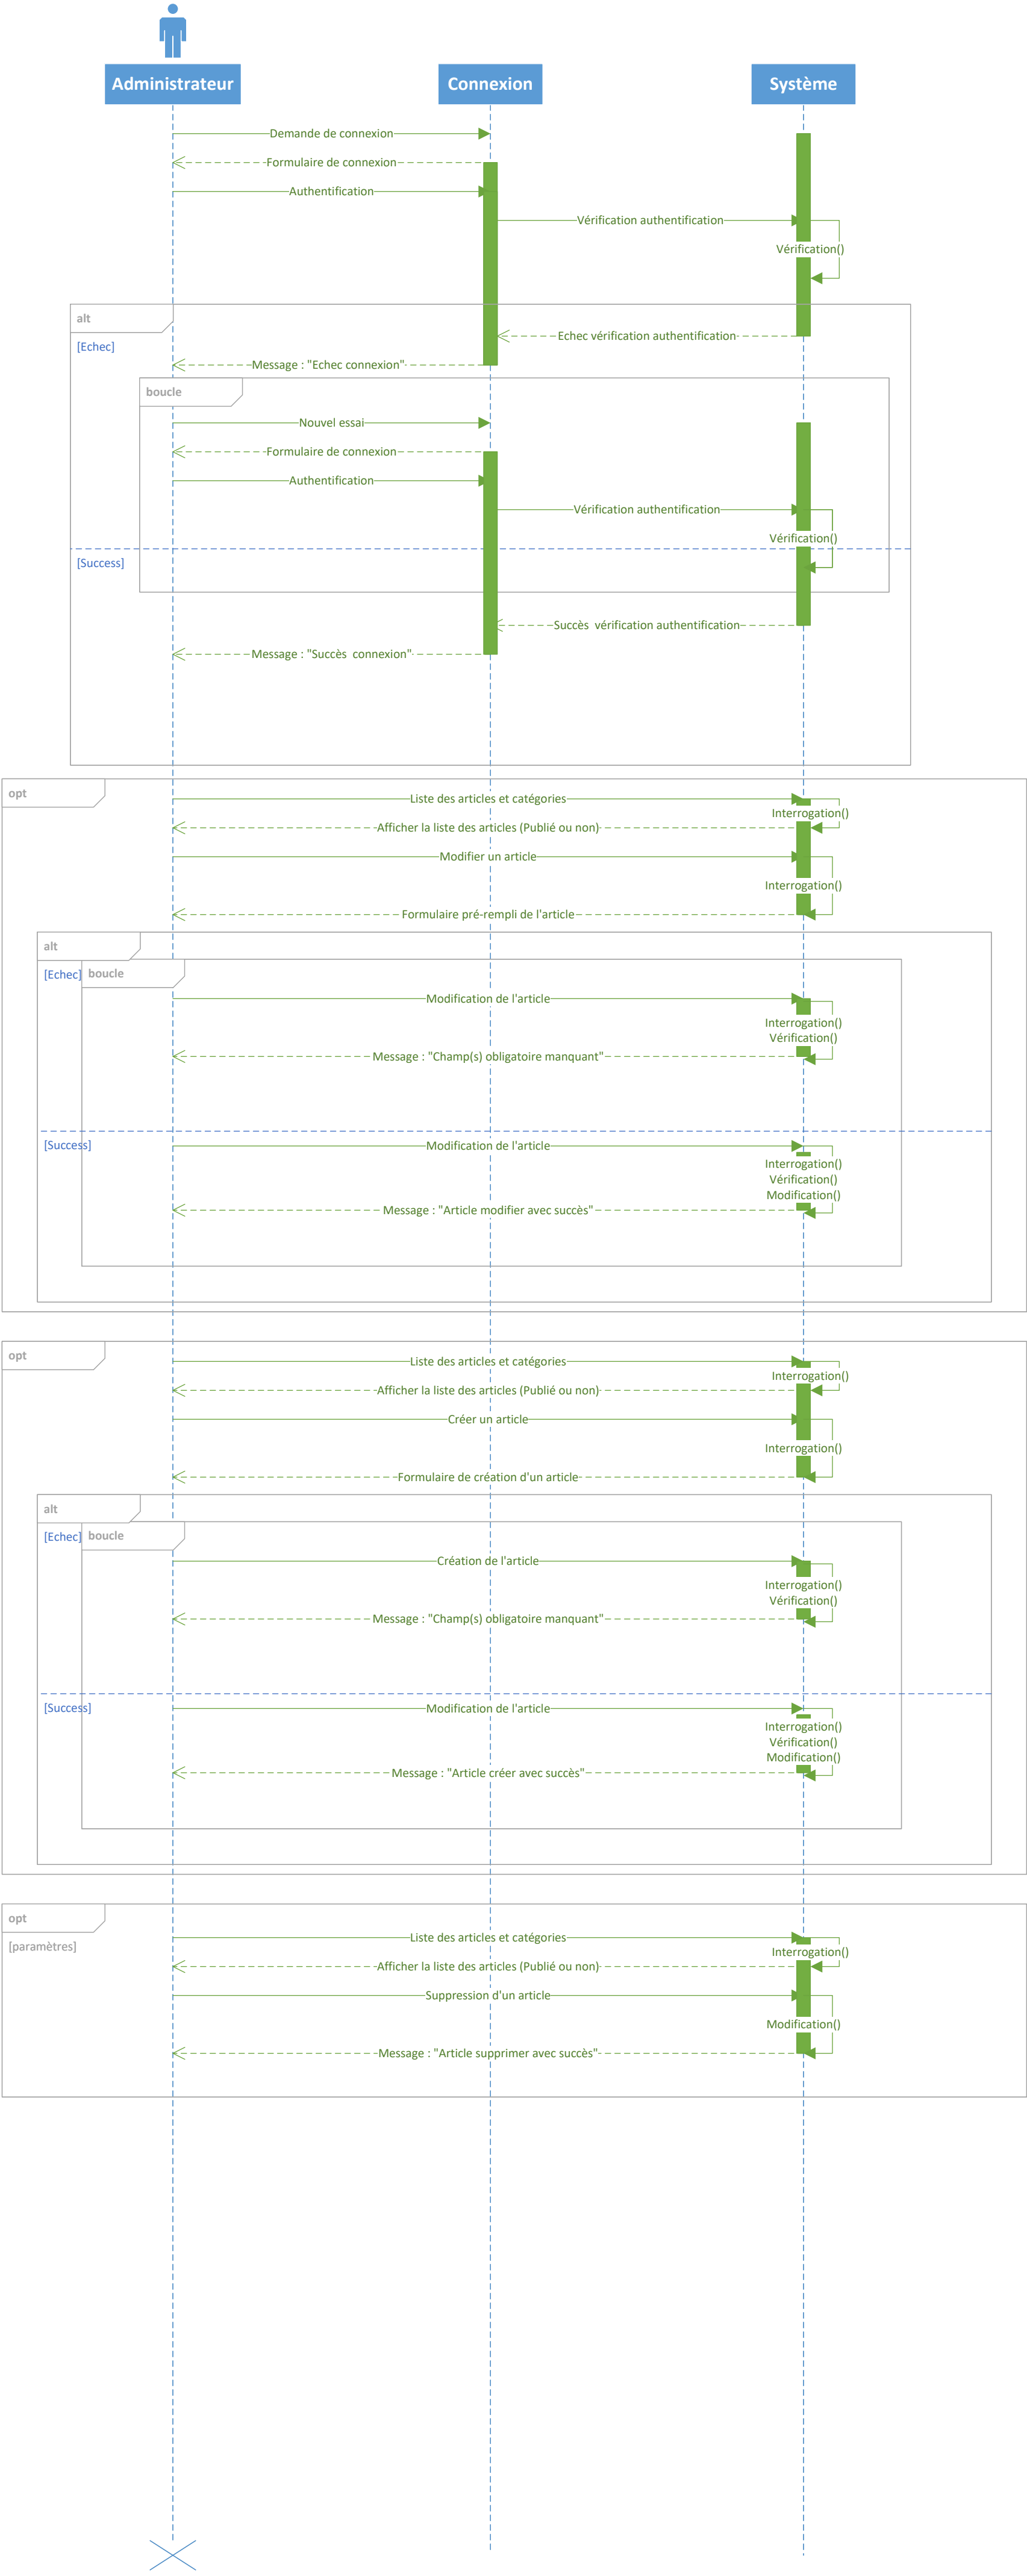 Administrateur
Connexion
Système
Demande de connexion
Formulaire de connexion
Authentification
Vérification authentification
Vérification()
alt
[Echec]
Echec vérification authentification
Message : "Echec connexion"
boucle
Nouvel essai
Formulaire de connexion
Authentification
Vérification authentification
Vérification()
[Success]
Succès  vérification authentification
Message : "Succès  connexion"
opt
Liste des articles et catégories
Interrogation()
Afficher la liste des articles (Publié ou non)
Modifier un article
Interrogation()
Formulaire pré-rempli de l'article
alt
[Echec]
boucle
Modification de l'article
Interrogation()
Vérification()
Message : "Champ(s) obligatoire manquant"
[Success]
Modification de l'article
Interrogation()
Vérification()
Modification()
Message : "Article modifier avec succès"
opt
Liste des articles et catégories
Interrogation()
Afficher la liste des articles (Publié ou non)
Créer un article
Interrogation()
Formulaire de création d'un article
alt
[Echec]
boucle
Création de l'article
Interrogation()
Vérification()
Message : "Champ(s) obligatoire manquant"
[Success]
Modification de l'article
Interrogation()
Vérification()
Modification()
Message : "Article créer avec succès"
opt
[paramètres]
Liste des articles et catégories
Interrogation()
Afficher la liste des articles (Publié ou non)
Suppression d'un article
Modification()
Message : "Article supprimer avec succès"